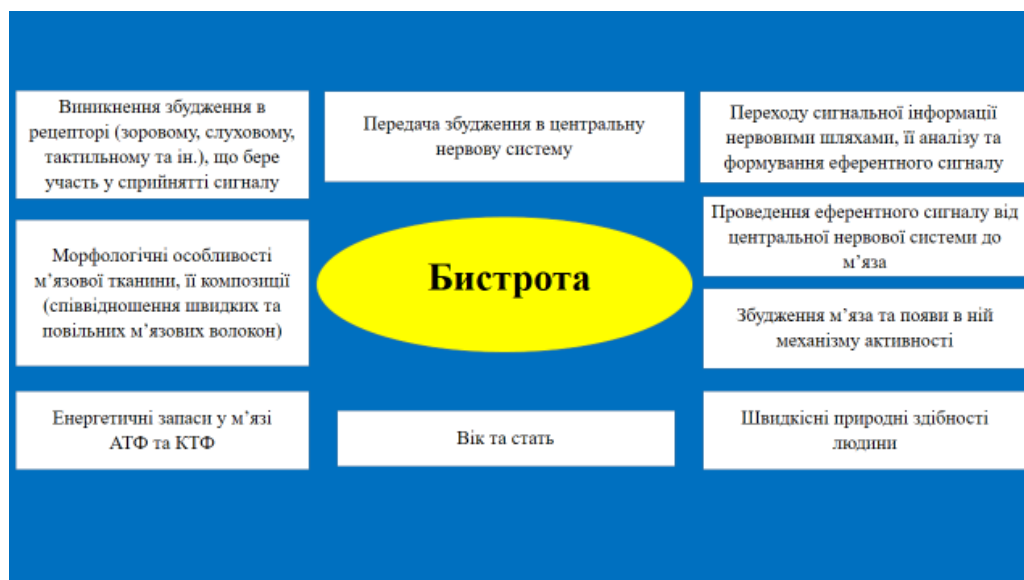 Виникнення збудження в
рецепторі (зоровому, слуховому,
тактильному та ін.), що бере
участь у сприйнятті сигналу
Передача збудження в центральну
нервову систему
Переходу сигнальної інформації
нервовими шляхами, її аналізу та
формування еферентного сигналу
Морфологічні особливості
м’язової тканини, її композиції
(співвідношення швидких та
повільних м’язових волокон)
Бистрота
Проведення еферентного сигналу від
центральної нервової системи до
м’яза
Збудження м’яза та появи в ній
механізму активності
Енергетичні запаси у м’язі
АТФ та КТФ
Вік та стать
Швидкісні природні здібності
людини